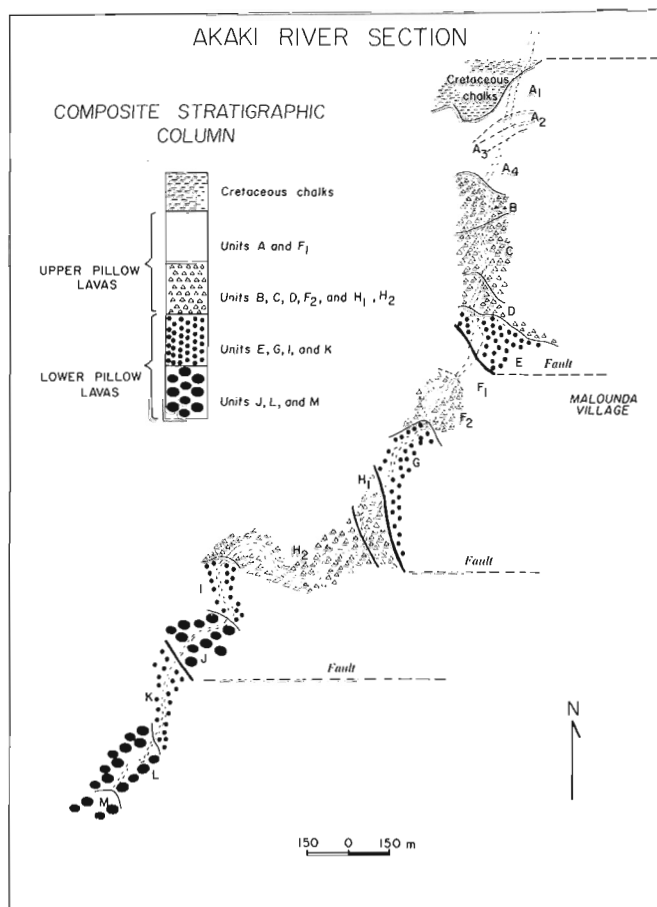 AKAKI RIVER SECTION
COMPOSITE STRATIGRAPHIC
COLUMN
Cretaceous chalks
UPPER PILLOW
LAVAS
Units A and F1
Units B, C, D, F2, and H1, H2
LOWER PILLOW
LAVAS
Units E, G, I, and K
Units J, L, and M
Cretaceous
chalks
A1
A2
A3
A4
B
C
D
E
Fault
MALOUNDA
VILLAGE
F1
F2
G
H1
H2
Fault
I
J
Fault
K
L
M
N
150 0 150 m